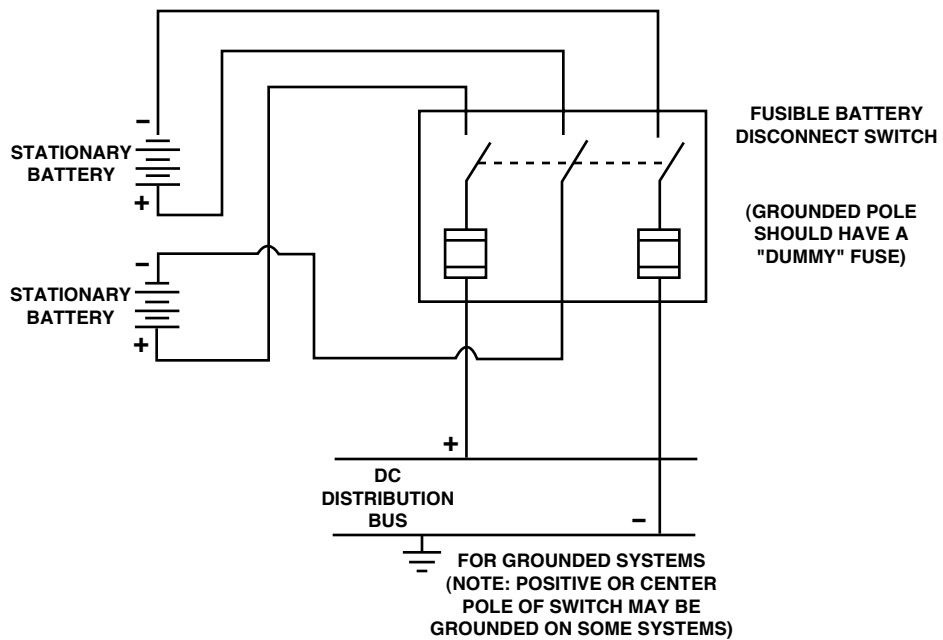 FUSIBLE BATTERY
DISCONNECT SWITCH
-
STATIONARY
BATTERY
+
(GROUNDED POLE
SHOULD HAVE A
"DUMMY" FUSE)
-
STATIONARY
BATTERY
+
+
DC
DISTRIBUTION
BUS
-
FOR GROUNDED SYSTEMS
(NOTE: POSITIVE OR CENTER
POLE OF SWITCH MAY BE
GROUNDED ON SOME SYSTEMS)